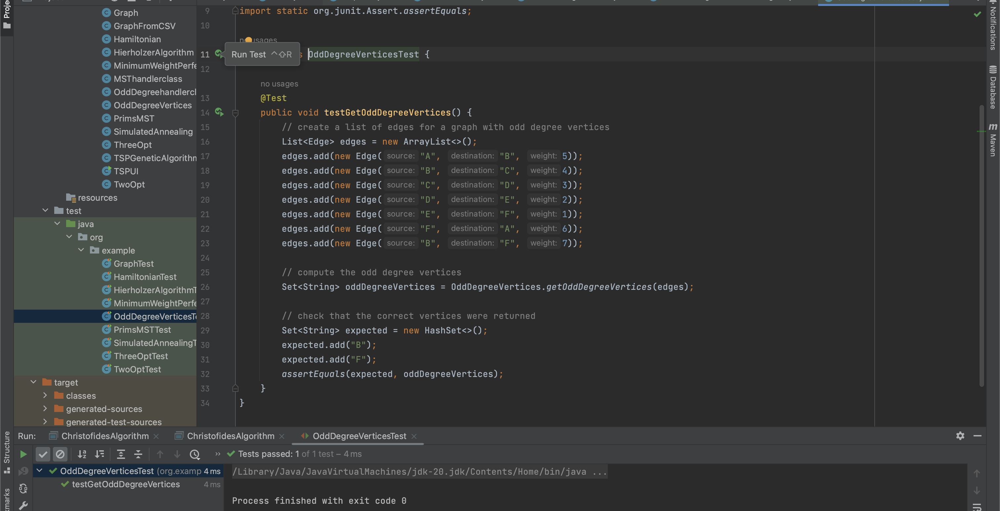 Project
Graph
GraphFromCSV
Hamiltonian
HierholzerAlgorithm
MinimumWeightPerfe
MSThandlerclass
OddDegreehandlercl
OddDegreeVertices
PrimsMST
SimulatedAnnealing
ThreeOpt
TSPGeneticAlgorithm
TSPUI
TwoOpt
resources
test
java
org
example
GraphTest
HamiltonianTest
HierholzerAlgorithmT
MinimumWeightPerfe
OddDegreeVerticesTe
PrimsMSTTest
SimulatedAnnealingT
ThreeOptTest
TwoOptTest
target
classes
generated-sources
generated-test-sources
9 import static org.junit.Assert.assertEquals;
10
no usages
11 Run Test ^⇧R s OddDegreeVerticesTest {
12
no usages
13 @Test
14 public void testGetOddDegreeVertices() {
15 // create a list of edges for a graph with odd degree vertices
16 List<Edge> edges = new ArrayList<>();
17 edges.add(new Edge( source: "A", destination: "B", weight: 5));
18 edges.add(new Edge( source: "B", destination: "C", weight: 4));
19 edges.add(new Edge( source: "C", destination: "D", weight: 3));
20 edges.add(new Edge( source: "D", destination: "E", weight: 2));
21 edges.add(new Edge( source: "E", destination: "F", weight: 1));
22 edges.add(new Edge( source: "F", destination: "A", weight: 6));
23 edges.add(new Edge( source: "B", destination: "F", weight: 7));
24
25 // compute the odd degree vertices
26 Set<String> oddDegreeVertices = OddDegreeVertices.getOddDegreeVertices(edges);
27
28 // check that the correct vertices were returned
29 Set<String> expected = new HashSet<>();
30 expected.add("B");
31 expected.add("F");
32 assertEquals(expected, oddDegreeVertices);
33 }
34 }
Notifications
Database
m Maven
Structure
kmarks
Run: ChristofidesAlgorithm ChristofidesAlgorithm OddDegreeVerticesTest
Tests passed: 1 of 1 test – 4 ms
OddDegreeVerticesTest (org.examp 4 ms
testGetOddDegreeVertices 4 ms
/Library/Java/JavaVirtualMachines/jdk-20.jdk/Contents/Home/bin/java ...
Process finished with exit code 0